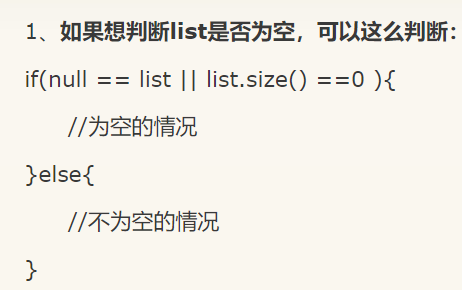 1、如果想判断list是否为空，可以这么判断：
if(null == list || list.size() ==0 ){
//为空的情况
}else{
//不为空的情况
}